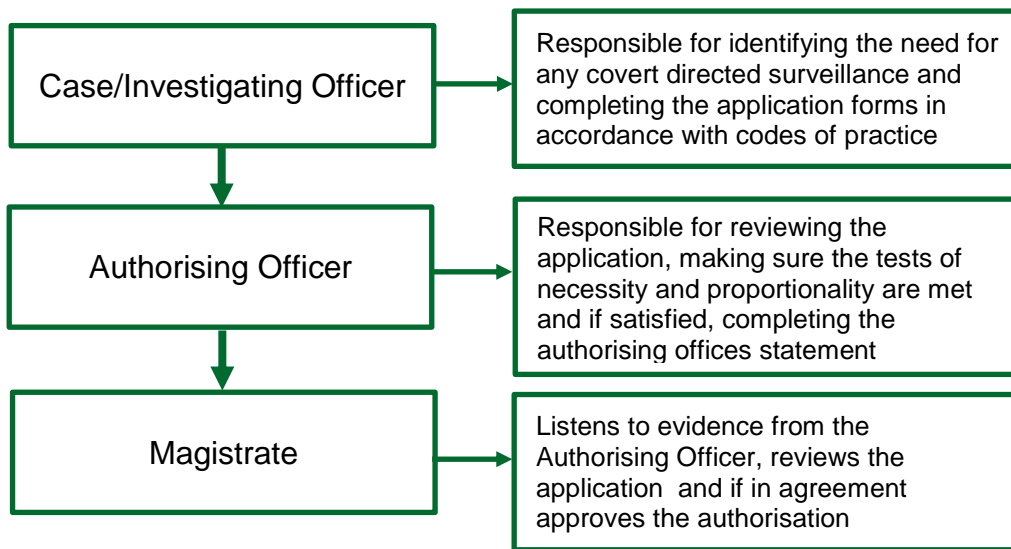 Case/Investigating Officer
Responsible for identifying the need for
any covert directed surveillance and
completing the application forms in
accordance with codes of practice
Authorising Officer
Responsible for reviewing the
application, making sure the tests of
necessity and proportionality are met
and if satisfied, completing the
authorising offices statement
Magistrate
Listens to evidence from the
Authorising Officer, reviews the
application  and if in agreement
approves the authorisation